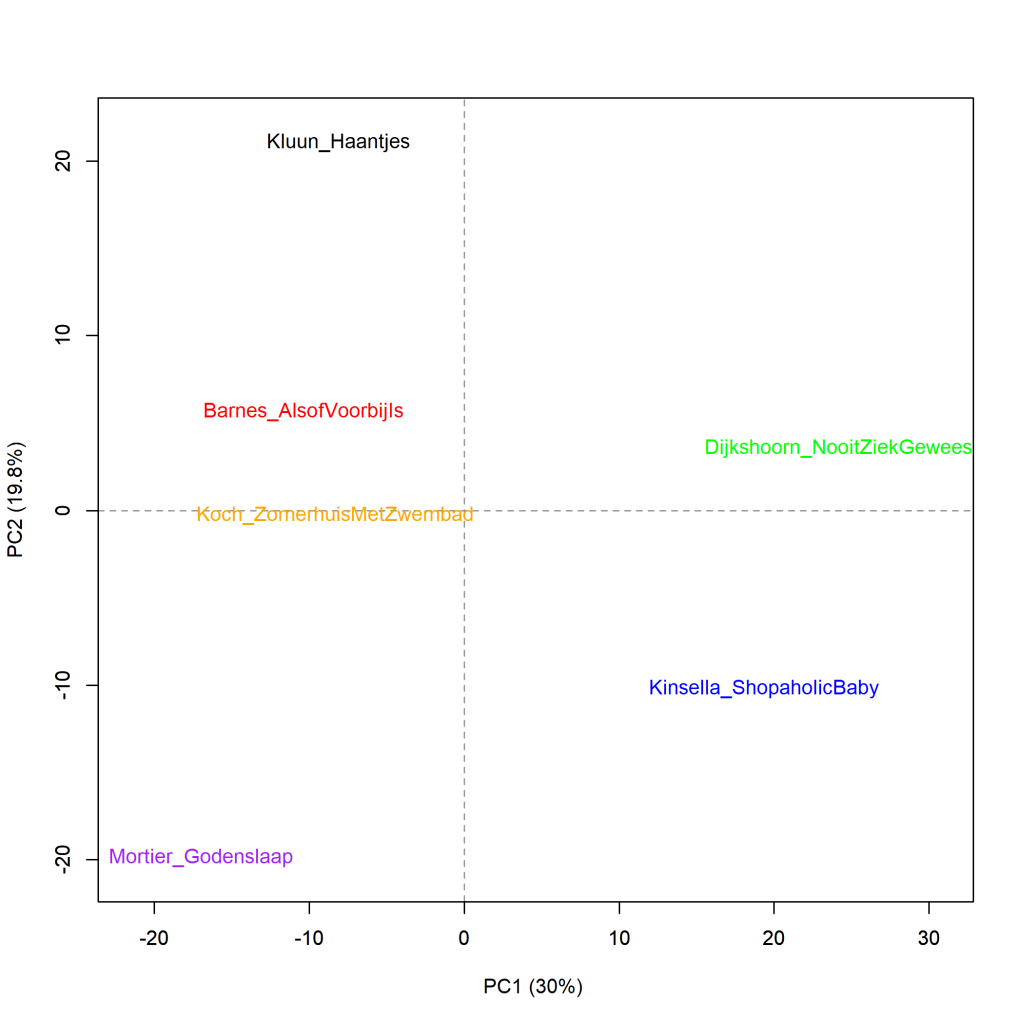 Kluun_Haantjes
Barnes_AlsofVoorbijIs
Dijkshoorn_NooitZiekGewees
Koch_ZomerhuisMetZwembad
Kinsella_ShopaholicBaby
Mortier_Godenslaap
20
10
0
-10
-20
PC2 (19.8%)
-20
-10
0
10
20
30
PC1 (30%)